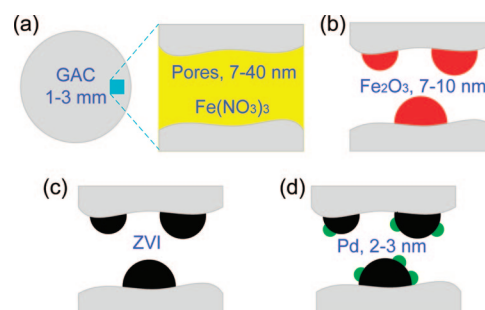 (a)
GAC
1-3 mm
Pores, 7-40 nm
Fe(NO₃)₃
(b)
Fe₂O₃, 7-10 nm
(c)
ZVI
(d)
Pd, 2-3 nm